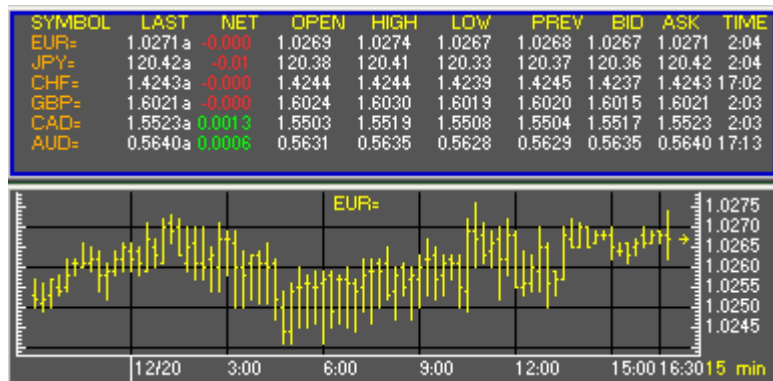 SYMBOL LAST NET OPEN HIGH LOW PREV BID ASK TIME
EUR= 1.0271a -0.000 1.0269 1.0274 1.0267 1.0268 1.0267 1.0271 2:04
JPY= 120.42a -0.01 120.38 120.41 120.33 120.37 120.36 120.42 2:04
CHF= 1.4243a -0.000 1.4244 1.4244 1.4239 1.4245 1.4237 1.4243 17:02
GBP= 1.6021a -0.000 1.6024 1.6030 1.6019 1.6020 1.6015 1.6021 2:03
CAD= 1.5523a 0.0013 1.5503 1.5519 1.5508 1.5504 1.5517 1.5523 2:03
AUD= 0.5640a 0.0006 0.5631 0.5635 0.5628 0.5629 0.5635 0.5640 17:13
EUR=
1.0275
1.0270
1.0265
1.0260
1.0255
1.0250
1.0245
12/20 3:00 6:00 9:00 12:00 15:00 16:30 15 min